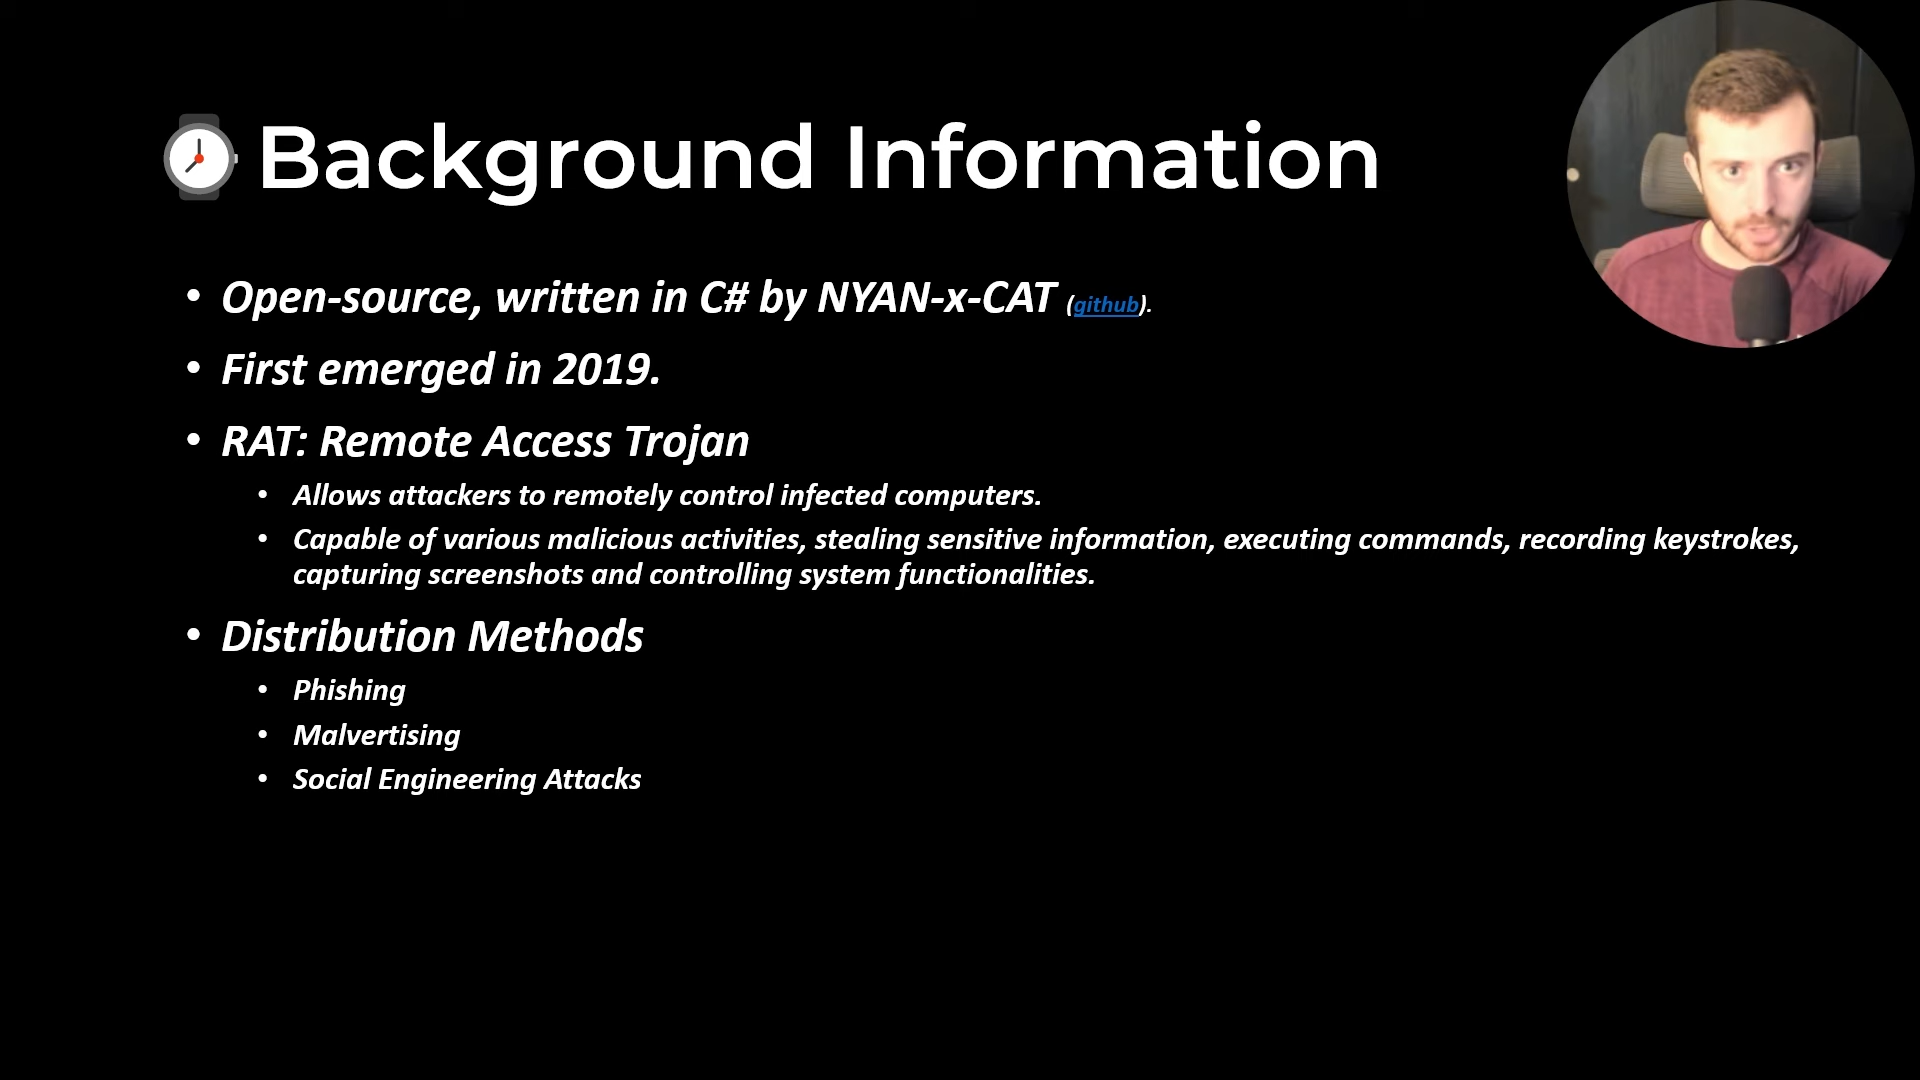 Background Information
• Open-source, written in C# by NYAN-x-CAT (github).
• First emerged in 2019.
• RAT: Remote Access Trojan
• Allows attackers to remotely control infected computers.
• Capable of various malicious activities, stealing sensitive information, executing commands, recording keystrokes,
capturing screenshots and controlling system functionalities.
• Distribution Methods
• Phishing
• Malvertising
• Social Engineering Attacks